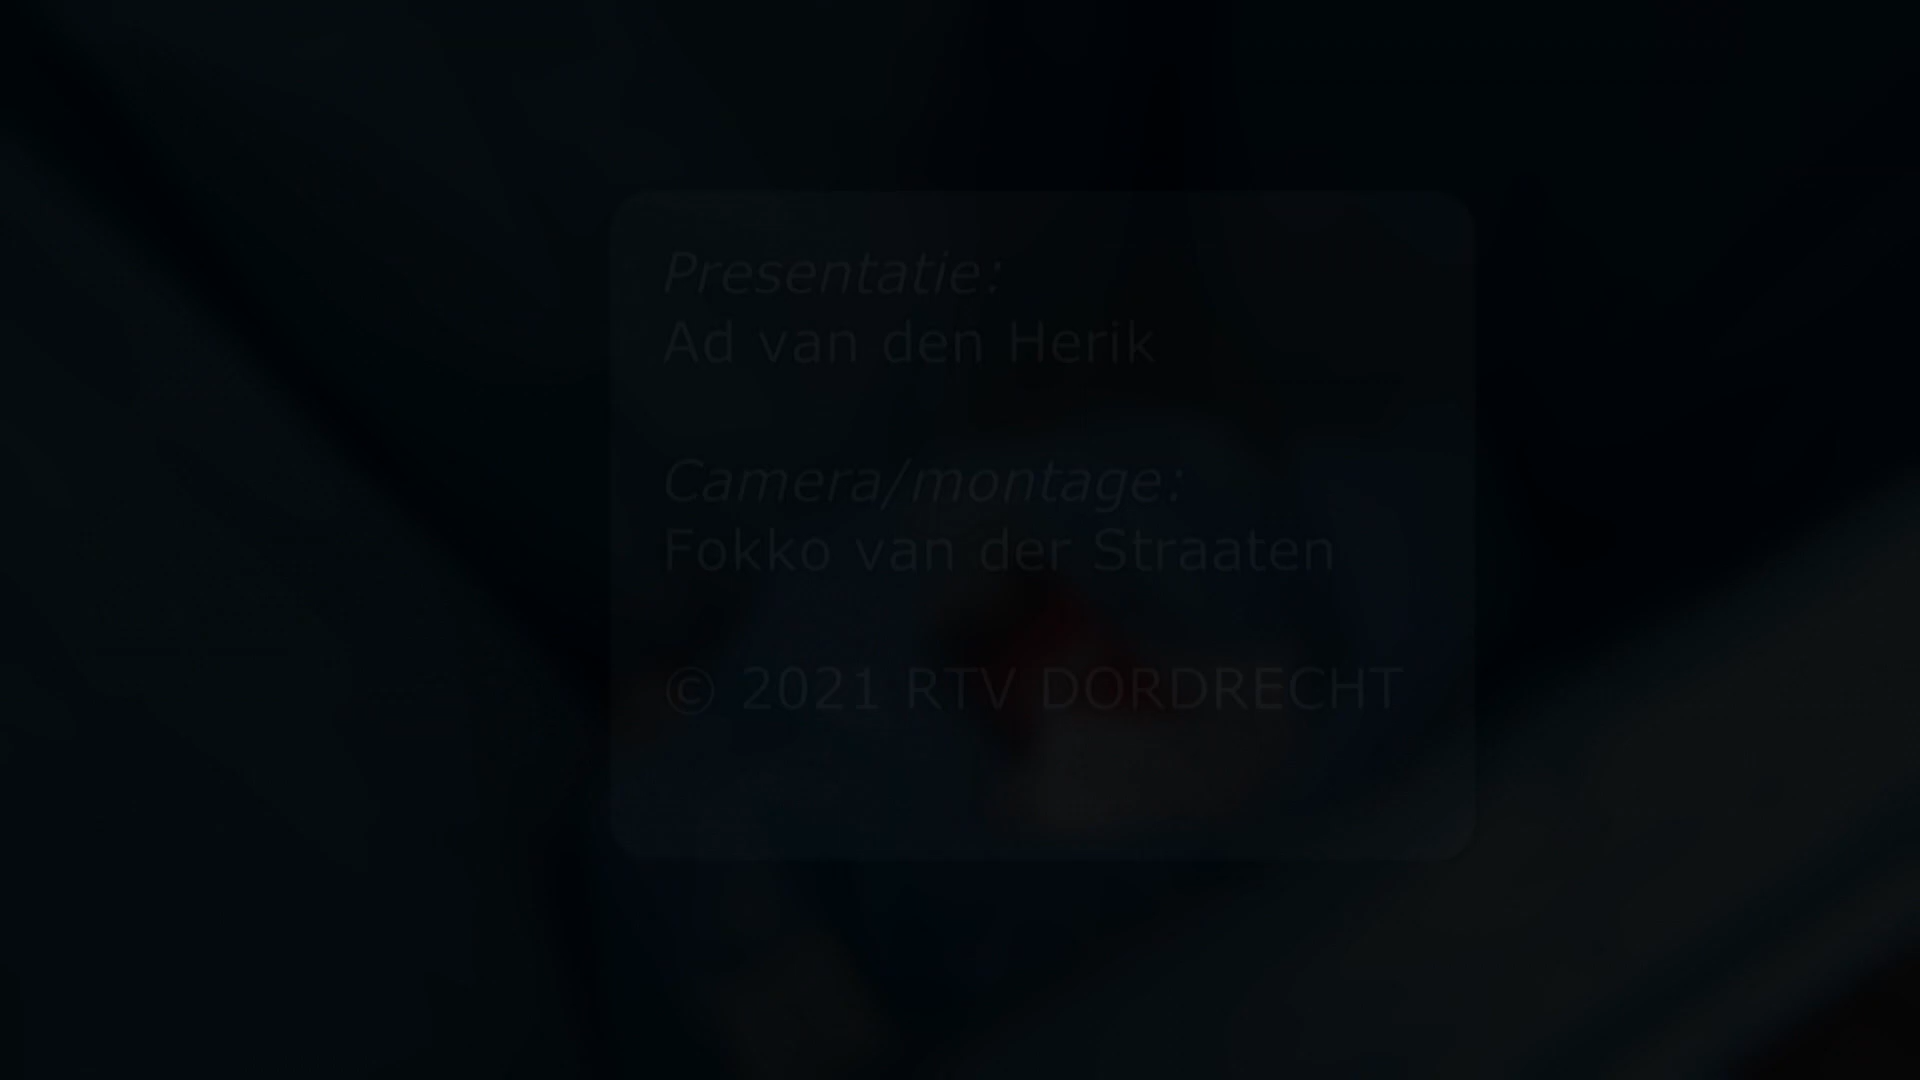 Presentatie:
Ad van den Herik
Camera/montage:
Fokko van der Straaten
© 2021 RTV DORDRECHT